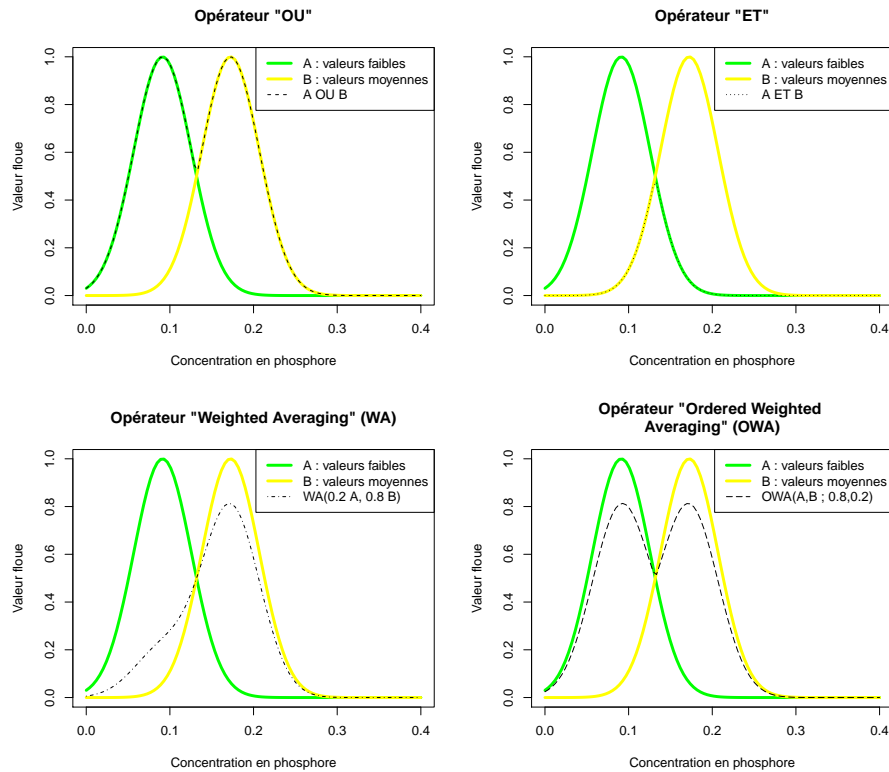 Opérateur "OU"
Valeur floue
1.0
0.8
0.6
0.4
0.2
0.0
A : valeurs faibles
B : valeurs moyennes
A OU B
0.0 0.1 0.2 0.3 0.4
Concentration en phosphore
Opérateur "ET"
Valeur floue
1.0
0.8
0.6
0.4
0.2
0.0
A : valeurs faibles
B : valeurs moyennes
A ET B
0.0 0.1 0.2 0.3 0.4
Concentration en phosphore
Opérateur "Weighted Averaging" (WA)
Valeur floue
1.0
0.8
0.6
0.4
0.2
0.0
A : valeurs faibles
B : valeurs moyennes
WA(0.2 A, 0.8 B)
0.0 0.1 0.2 0.3 0.4
Concentration en phosphore
Opérateur "Ordered Weighted
Averaging" (OWA)
Valeur floue
1.0
0.8
0.6
0.4
0.2
0.0
A : valeurs faibles
B : valeurs moyennes
OWA(A,B ; 0.8,0.2)
0.0 0.1 0.2 0.3 0.4
Concentration en phosphore